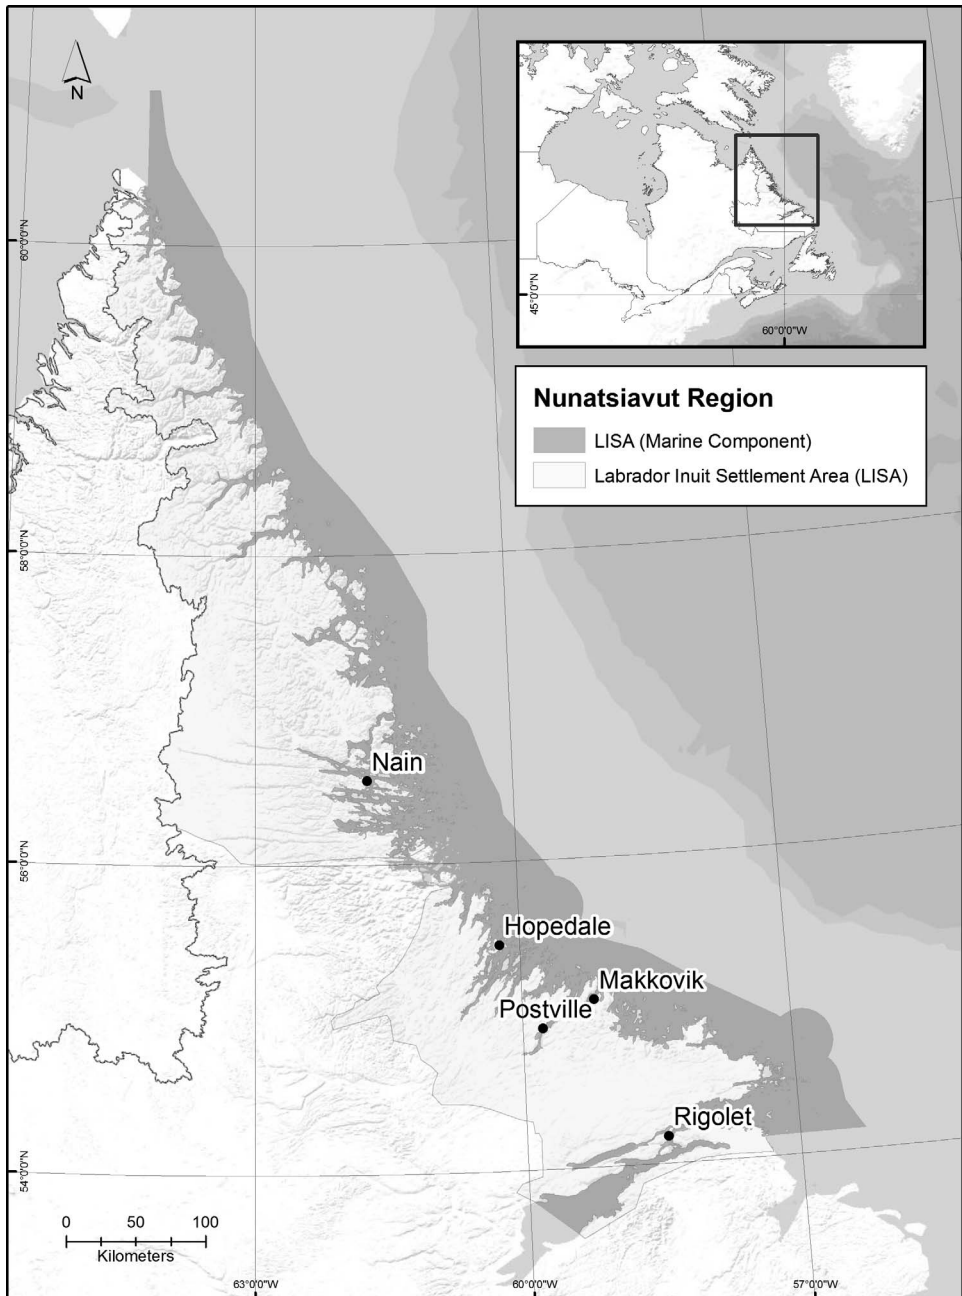 N
45°0'0"N
60°0'0"W
Nunatsiavut Region
LISA (Marine Component)
Labrador Inuit Settlement Area (LISA)
60°0'0"N
58°0'0"N
56°0'0"N
54°0'0"N
Nain
Hopedale
Makkovik
Postville
Rigolet
0 50 100
Kilometers
63°0'0"W
60°0'0"W
57°0'0"W